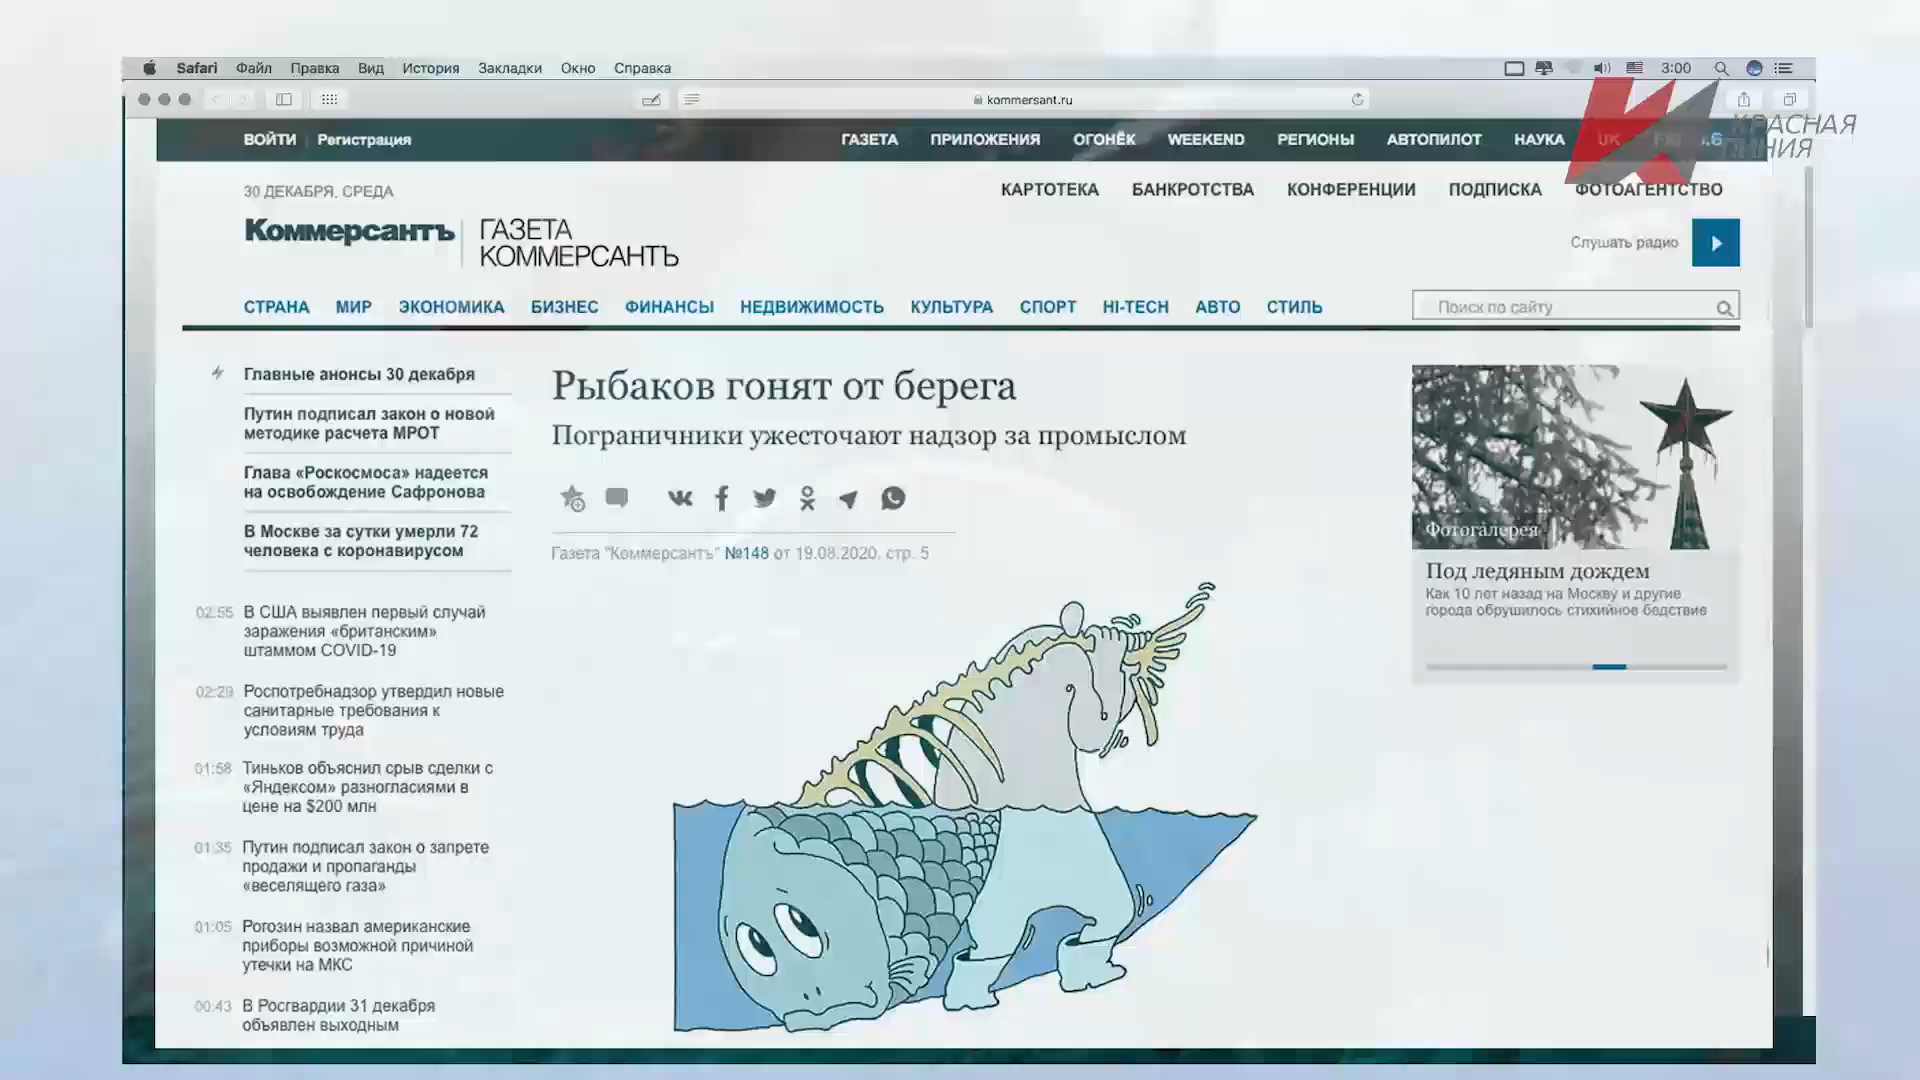 Safari Файл Правка Вид История Закладки Окно Справка
3:00
kommersant.ru
КРАСНАЯ
ЛИНИЯ
ВОЙТИ Регистрация
ГАЗЕТА ПРИЛОЖЕНИЯ ОГОНЁК WEEKEND РЕГИОНЫ АВТОПИЛОТ НАУКА UK
30 ДЕКАБРЯ, СРЕДА
КАРТОТЕКА БАНКРОТСТВА КОНФЕРЕНЦИИ ПОДПИСКА ФОТОАГЕНТСТВО
Коммерсантъ
ГАЗЕТА
КОММЕРСАНТЪ
Слушать радио
СТРАНА МИР ЭКОНОМИКА БИЗНЕС ФИНАНСЫ НЕДВИЖИМОСТЬ КУЛЬТУРА СПОРТ HI-TECH АВТО СТИЛЬ
Поиск по сайту
Главные анонсы 30 декабря
Путин подписал закон о новой
методике расчета МРОТ
Глава «Роскосмоса» надеется
на освобождение Сафронова
В Москве за сутки умерли 72
человека с коронавирусом
02:55 В США выявлен первый случай
заражения «британским»
штаммом COVID-19
02:29 Роспотребнадзор утвердил новые
санитарные требования к
условиям труда
01:58 Тиньков объяснил срыв сделки с
«Яндексом» разногласиями в
цене на $200 млн
01:35 Путин подписал закон о запрете
продажи и пропаганды
«веселящего газа»
01:05 Рогозин назвал американские
приборы возможной причиной
утечки на МКС
00:43 В Росгвардии 31 декабря
объявлен выходным
Рыбаков гонят от берега
Пограничники ужесточают надзор за промыслом
Газета "Коммерсантъ" №148 от 19.08.2020, стр. 5
Фотогалерея
Под ледяным дождем
Как 10 лет назад на Москву и другие
города обрушилось стихийное бедствие